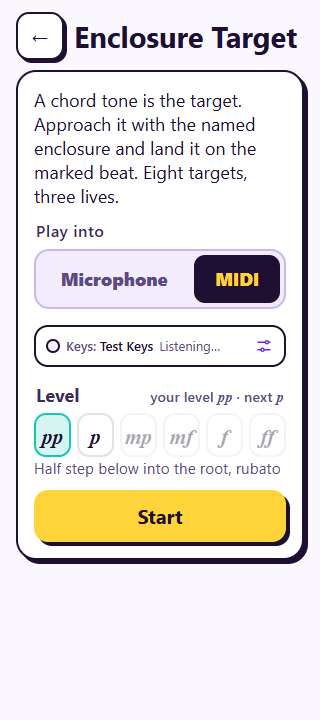 ← Enclosure Target
A chord tone is the target.
Approach it with the named
enclosure and land it on the
marked beat. Eight targets,
three lives.
Play into
Microphone MIDI
Keys: Test Keys Listening...
Level your level pp · next p
pp p mp mf f ff
Half step below into the root, rubato
Start